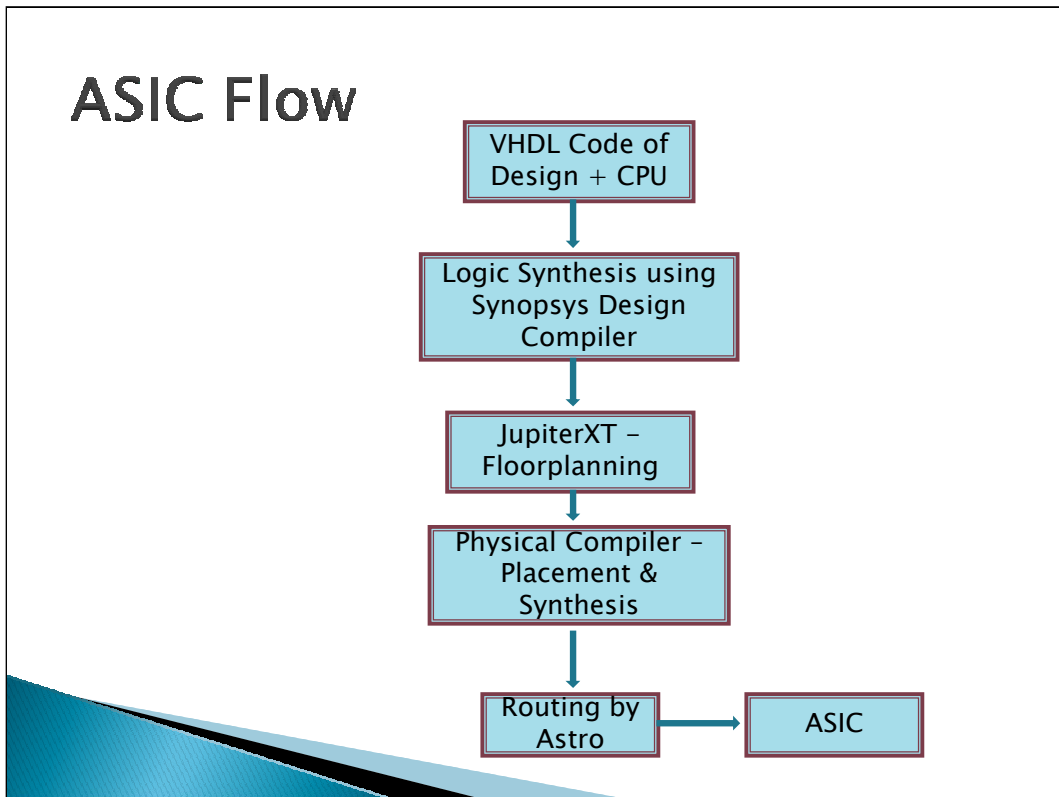 ASIC Flow
VHDL Code of
Design + CPU
Logic Synthesis using
Synopsys Design
Compiler
JupiterXT –
Floorplanning
Physical Compiler –
Placement &
Synthesis
Routing by
Astro
ASIC